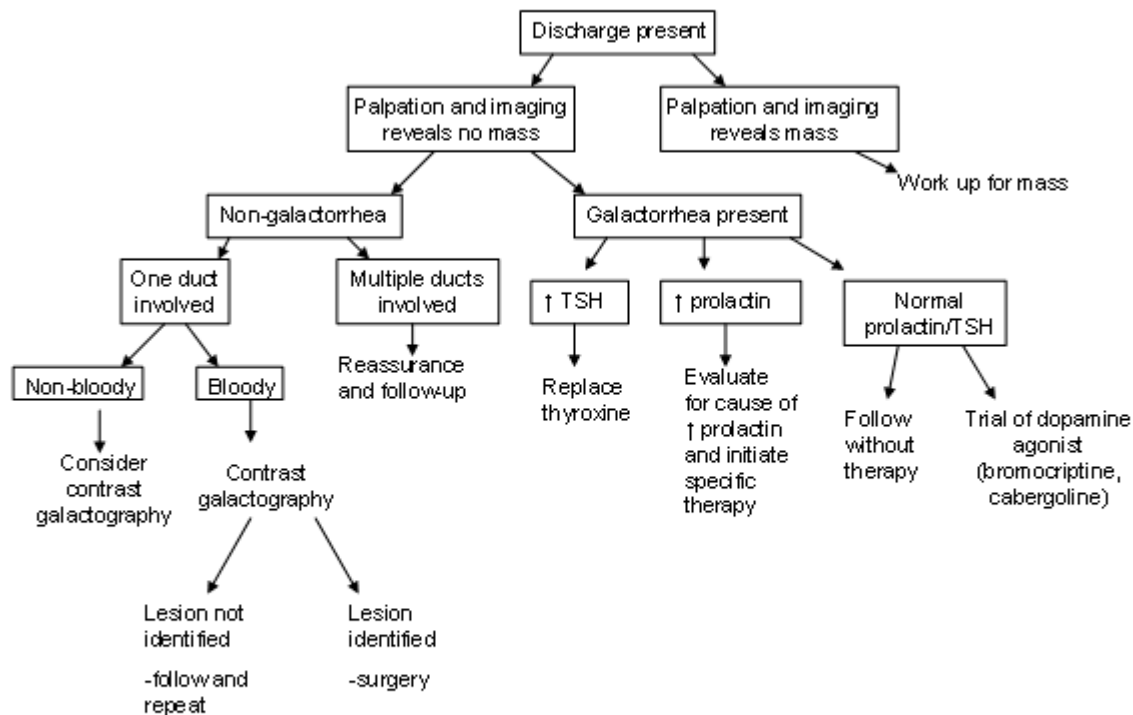 Discharge present
Palpation and imaging
reveals no mass
Palpation and imaging
reveals mass
Work up for mass
Non-galactorrhea
Galactorrhea present
One duct
involved
Multiple ducts
involved
↑ TSH
↑ prolactin
Normal
prolactin/TSH
Non-bloody
Bloody
Reassurance
and follow-up
Replace
thyroxine
Evaluate
for cause of
↑ prolactin
and initiate
specific
therapy
Follow
without
therapy
Trial of dopamine
agonist
(bromocriptine,
cabergoline)
Consider
contrast
galactography
Contrast
galactography
Lesion not
identified
-follow and
repeat
Lesion
identified
-surgery